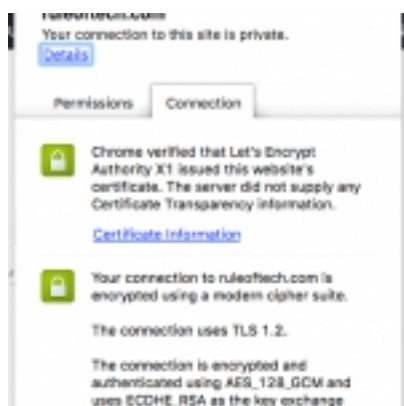 ruleoftech.com
Your connection to this site is private.
Details
Permissions
Connection
Chrome verified that Let's Encrypt
Authority X1 issued this website's
certificate. The server did not supply any
Certificate Transparency information.
Certificate Information
Your connection to ruleoftech.com is
encrypted using a modern cipher suite.
The connection uses TLS 1.2.
The connection is encrypted and
authenticated using AES_128_GCM and
uses ECDHE_RSA as the key exchange